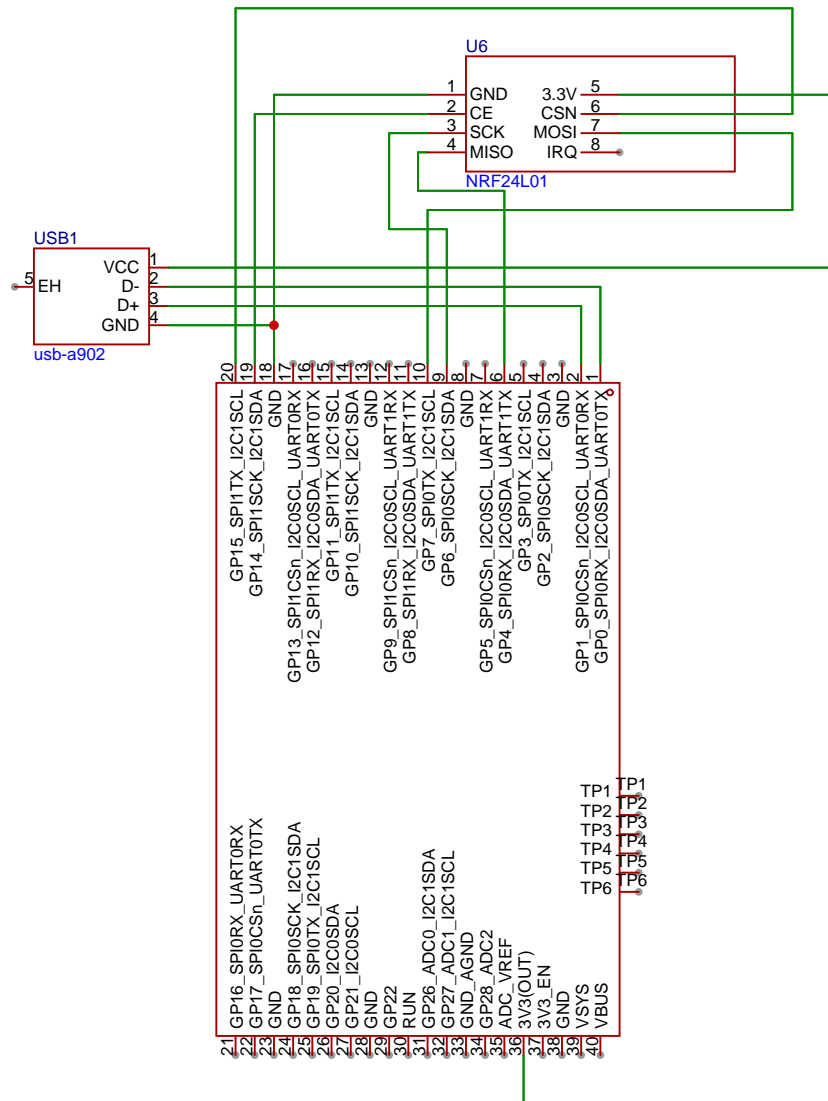 U6
1 GND 3.3V 5
2 CE CSN 6
3 SCK MOSI 7
4 MISO IRQ 8
NRF24L01
USB1
VCC 1
5 EH D- 2
D+ 3
GND 4
usb-a902
20 GP15_SPI1TX_I2C1SCL
19 GP14_SPI1SCK_I2C1SDA
18 GND
17 GP13_SPI1CSn_I2C0SCL_UART0RX
16 GP12_SPI1RX_I2C0SDA_UART0TX
15 GP11_SPI1TX_I2C1SCL
14 GP10_SPI1SCK_I2C1SDA
13 GND
12 GP9_SPI1CSn_I2C0SCL_UART1RX
11 GP8_SPI1RX_I2C0SDA_UART1TX
10 GP7_SPI0TX_I2C1SCL
9 GP6_SPI0SCK_I2C1SDA
8 GND
7 GP5_SPI0CSn_I2C0SCL_UART1RX
6 GP4_SPI0RX_I2C0SDA_UART1TX
5 GP3_SPI0TX_I2C1SCL
4 GP2_SPI0SCK_I2C1SDA
3 GND
2 GP1_SPI0CSn_I2C0SCL_UART0RX
1 GP0_SPI0RX_I2C0SDA_UART0TX
TP1 TP1
TP2 TP2
TP3 TP3
TP4 TP4
TP5 TP5
TP6 TP6
21 GP16_SPI0RX_UART0RX
22 GP17_SPI0CSn_UART0TX
23 GND
24 GP18_SPI0SCK_I2C1SDA
25 GP19_SPI0TX_I2C1SCL
26 GP20_I2C0SDA
27 GP21_I2C0SCL
28 GND
29 GP22
30 RUN
31 GP26_ADC0_I2C1SDA
32 GP27_ADC1_I2C1SCL
33 GND_AGND
34 GP28_ADC2
35 ADC_VREF
36 3V3(OUT)
37 3V3_EN
38 GND
39 VSYS
40 VBUS